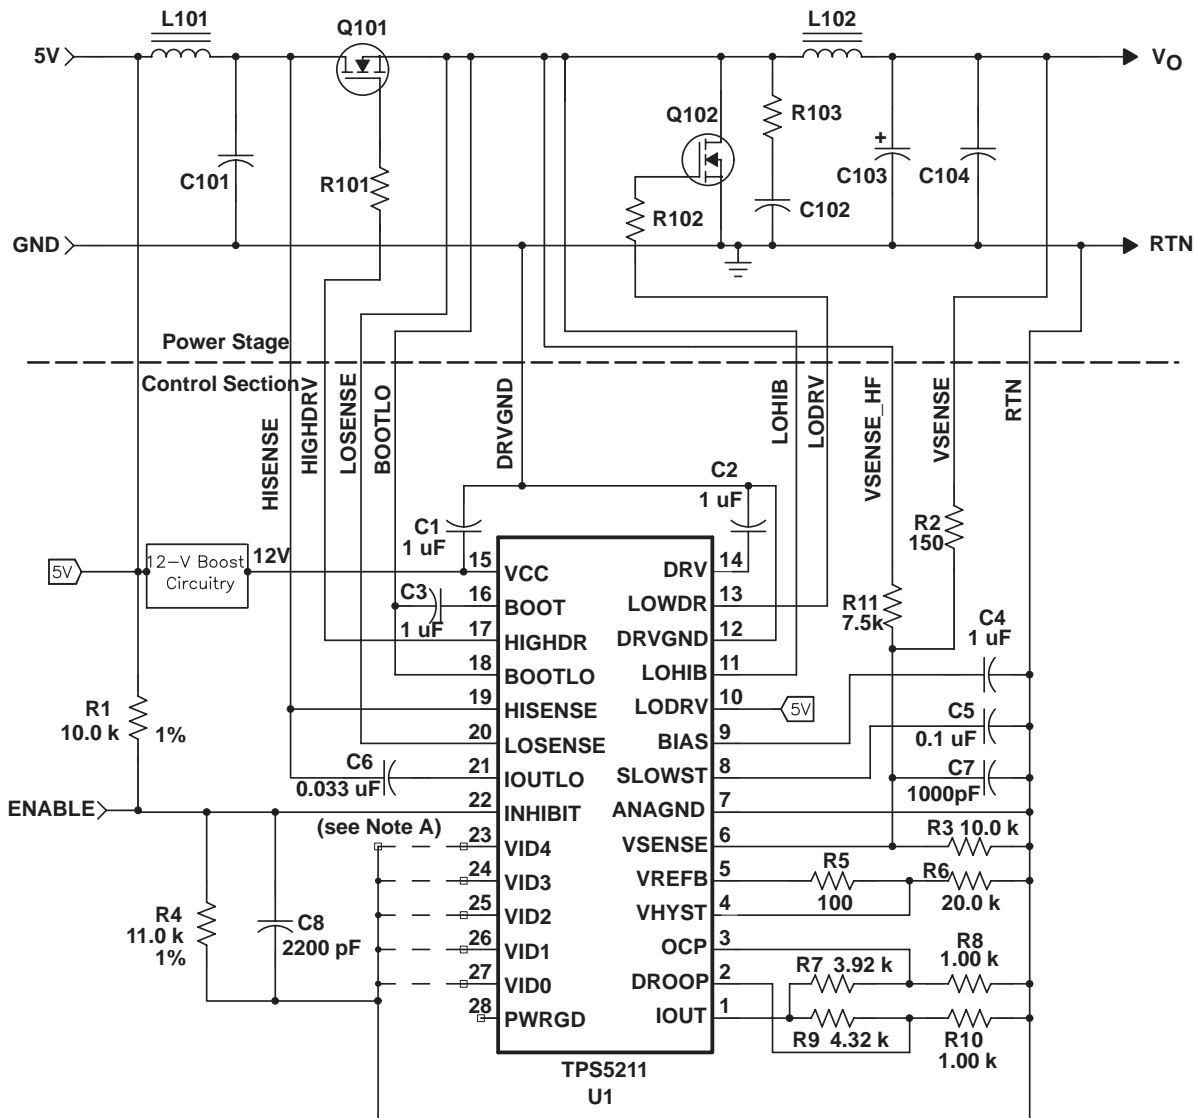 L101
Q101
L102
5V
VO
Q102
R103
+
C101
R101
C103
C104
R102
C102
GND
RTN
Power Stage
Control Section
HISENSE
HIGHDRV
LOSENSE
BOOTLO
DRVGND
LOHIB
LODRV
VSENSE_HF
VSENSE
RTN
C1
1 uF
C2
1 uF
R2
150
5V
12-V Boost
Circuitry
12V
C3
1 uF
R11
7.5k
C4
1 uF
15 VCC
16 BOOT
17 HIGHDR
18 BOOTLO
19 HISENSE
20 LOSENSE
21 IOUTLO
22 INHIBIT
23 VID4
24 VID3
25 VID2
26 VID1
27 VID0
28 PWRGD
DRV 14
LOWDR 13
DRVGND 12
LOHIB 11
LODRV 10
BIAS 9
SLOWST 8
ANAGND 7
VSENSE 6
VREFB 5
VHYST 4
OCP 3
DROOP 2
IOUT 1
5V
R1
10.0 k
1%
C5
0.1 uF
C6
0.033 uF
C7
1000pF
ENABLE
(see Note A)
R3 10.0 k
R5
100
R6
20.0 k
R4
11.0 k
1%
C8
2200 pF
R7 3.92 k
R8
1.00 k
R9 4.32 k
R10
1.00 k
TPS5211
U1